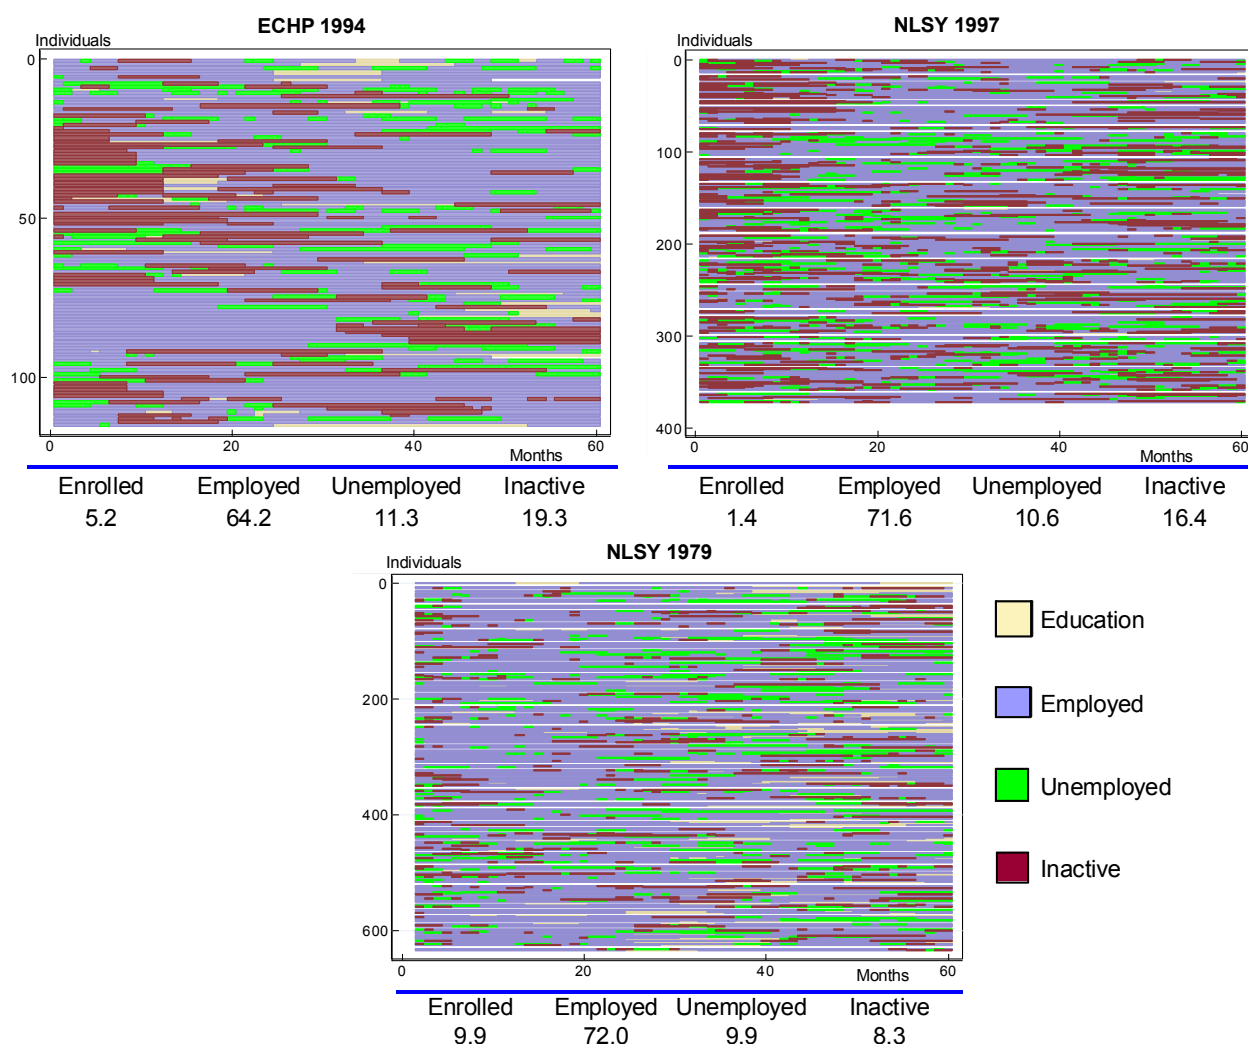 ECHP 1994
Individuals
0
50
100
0 20 40 60
Months
Enrolled Employed Unemployed Inactive
5.2 64.2 11.3 19.3
NLSY 1997
Individuals
0
100
200
300
400
0 20 40 60
Months
Enrolled Employed Unemployed Inactive
1.4 71.6 10.6 16.4
NLSY 1979
Individuals
0
200
400
600
0 20 40 60
Months
Enrolled Employed Unemployed Inactive
9.9 72.0 9.9 8.3
Education
Employed
Unemployed
Inactive